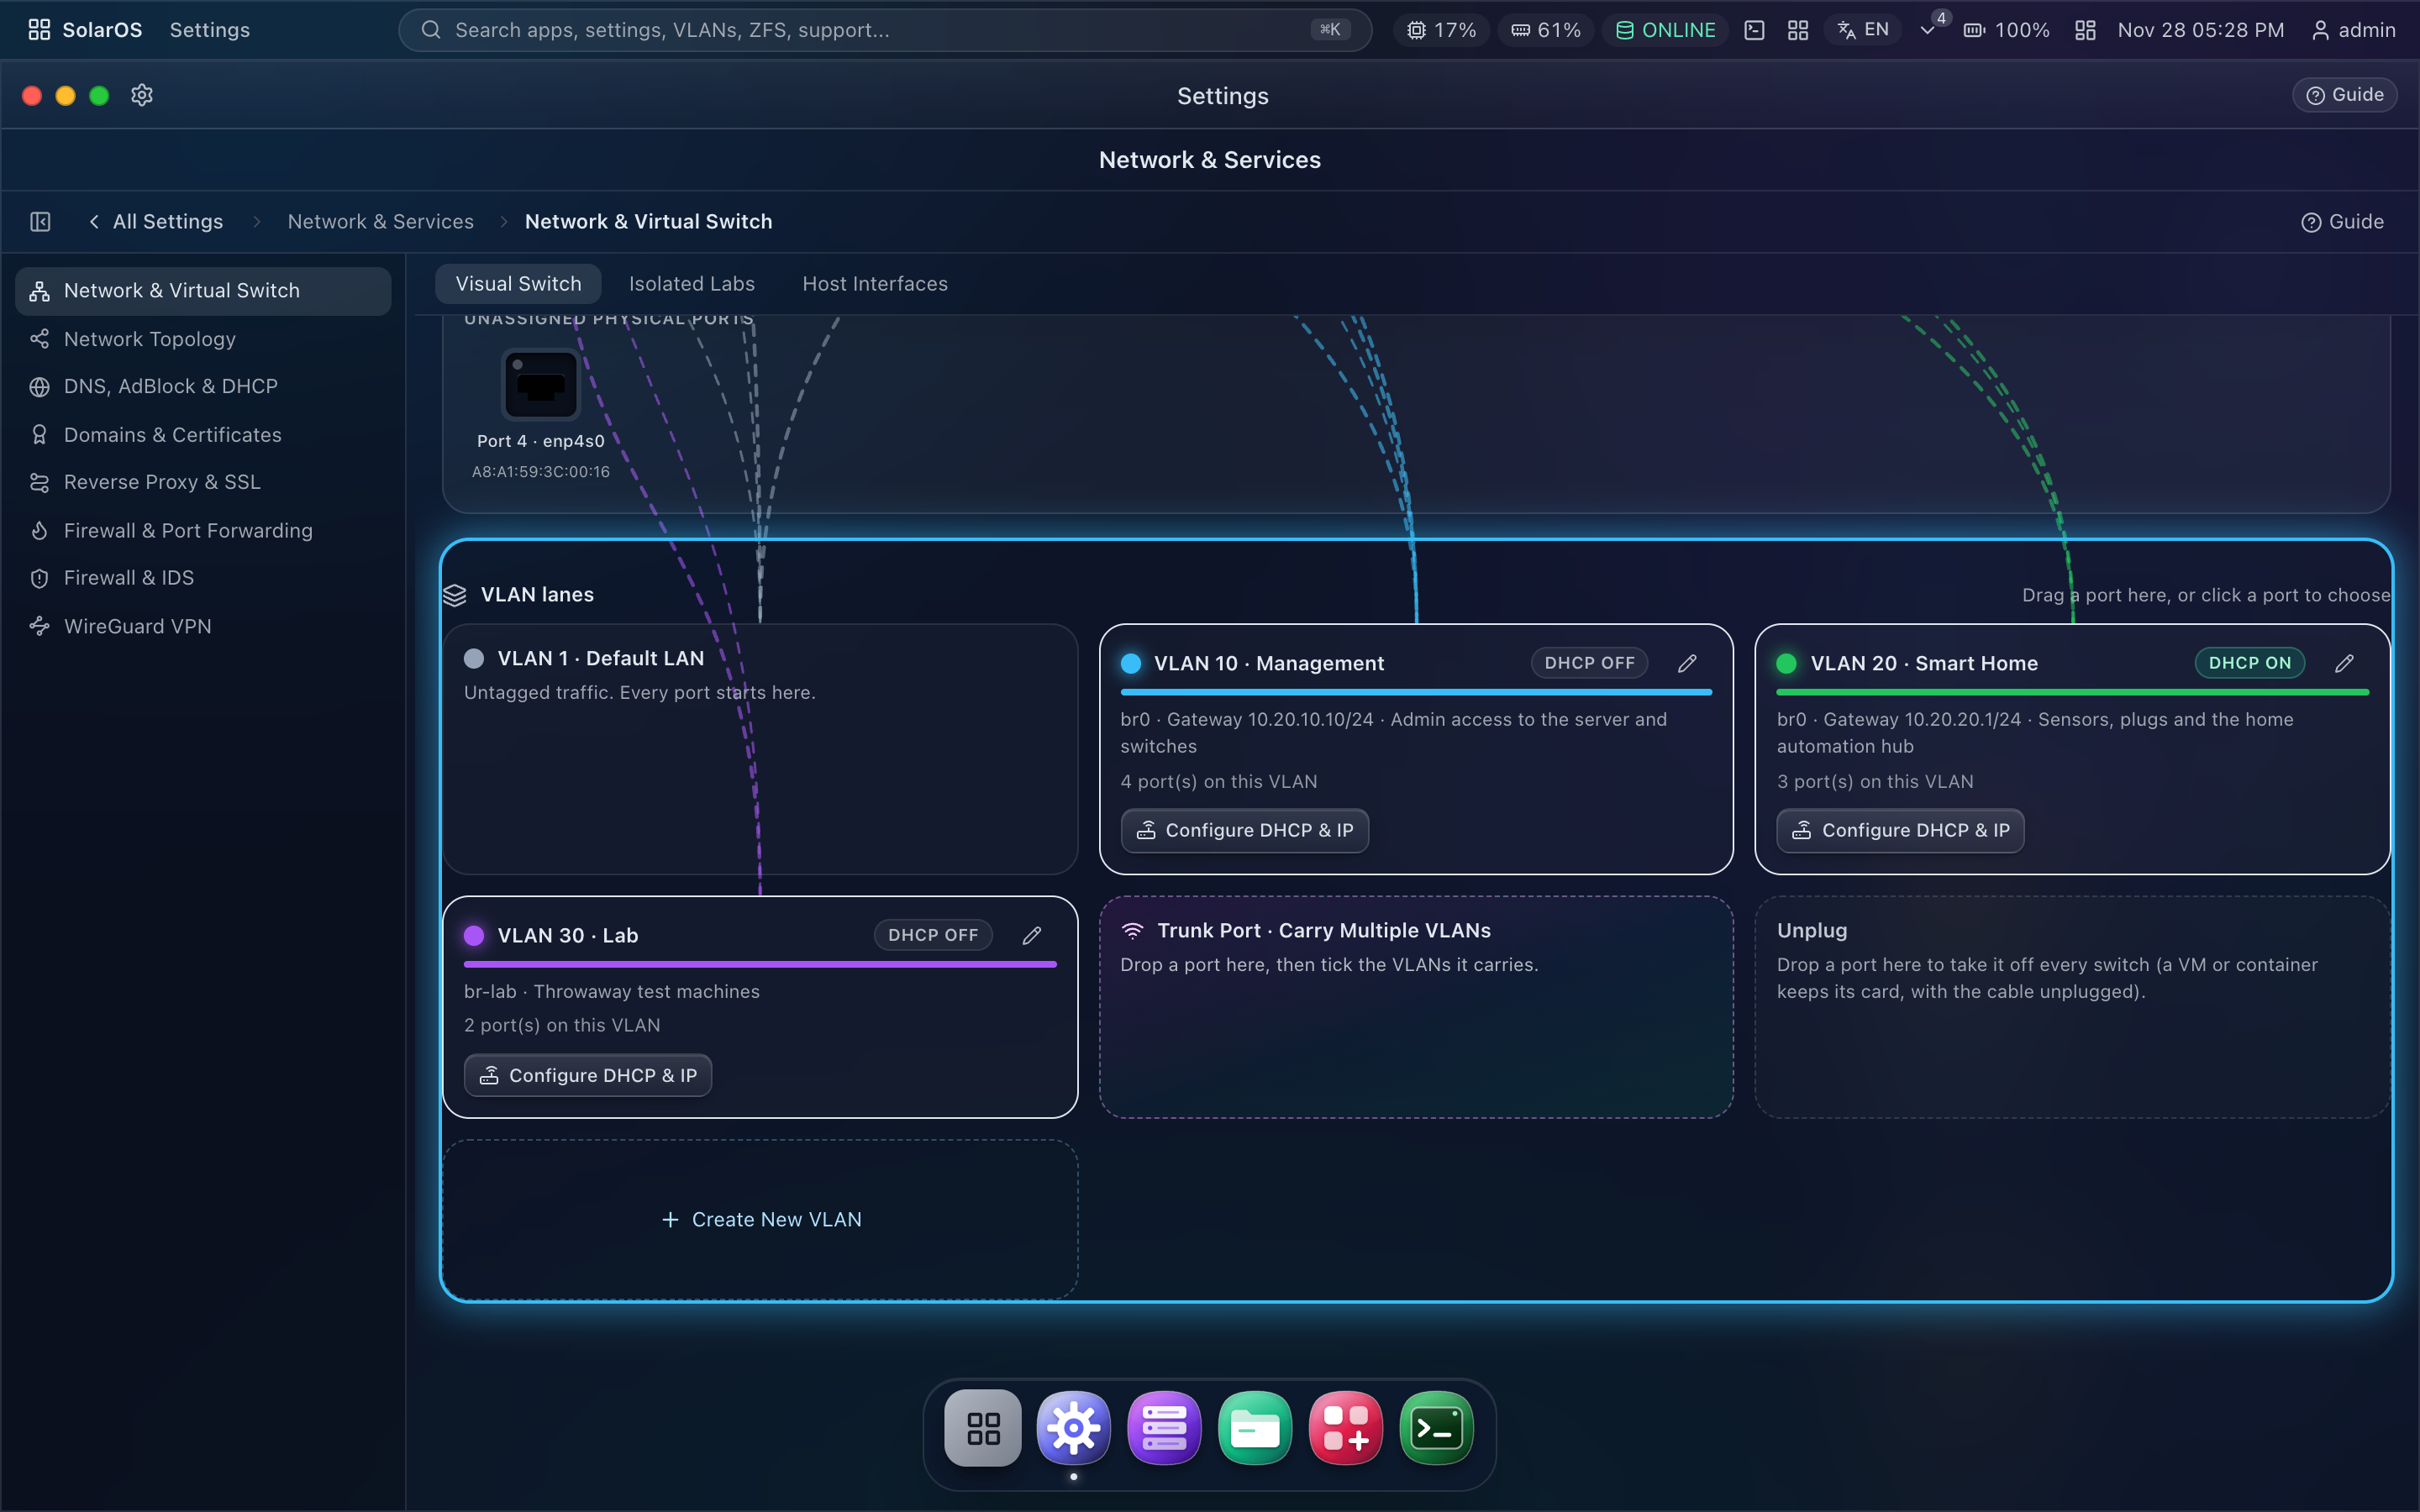 SolarOS
Settings
Search apps, settings, VLANs, ZFS, support...
⌘K
17%
61%
ONLINE
EN
4
100%
Nov 28 05:28 PM
admin
Settings
Guide
Network & Services
All Settings
Network & Services
Network & Virtual Switch
Guide
Network & Virtual Switch
Network Topology
DNS, AdBlock & DHCP
Domains & Certificates
Reverse Proxy & SSL
Firewall & Port Forwarding
Firewall & IDS
WireGuard VPN
Visual Switch
Isolated Labs
Host Interfaces
UNASSIGNED PHYSICAL PORTS
Port 4 · enp4s0
A8:A1:59:3C:00:16
VLAN lanes
Drag a port here, or click a port to choose
VLAN 1 · Default LAN
Untagged traffic. Every port starts here.
VLAN 10 · Management
DHCP OFF
br0 · Gateway 10.20.10.10/24 · Admin access to the server and
switches
4 port(s) on this VLAN
Configure DHCP & IP
VLAN 20 · Smart Home
DHCP ON
br0 · Gateway 10.20.20.1/24 · Sensors, plugs and the home
automation hub
3 port(s) on this VLAN
Configure DHCP & IP
VLAN 30 · Lab
DHCP OFF
br-lab · Throwaway test machines
2 port(s) on this VLAN
Configure DHCP & IP
Trunk Port · Carry Multiple VLANs
Drop a port here, then tick the VLANs it carries.
Unplug
Drop a port here to take it off every switch (a VM or container
keeps its card, with the cable unplugged).
Create New VLAN